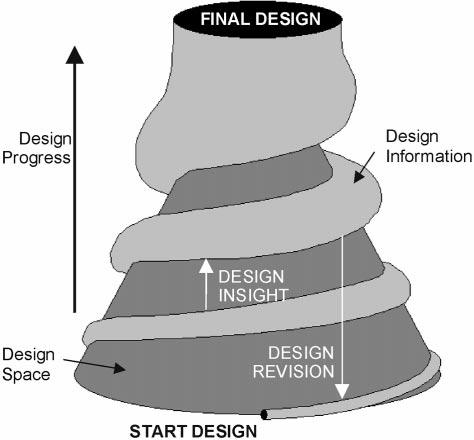 FINAL DESIGN
Design
Progress
Design
Information
DESIGN
INSIGHT
Design
Space
DESIGN
REVISION
START DESIGN